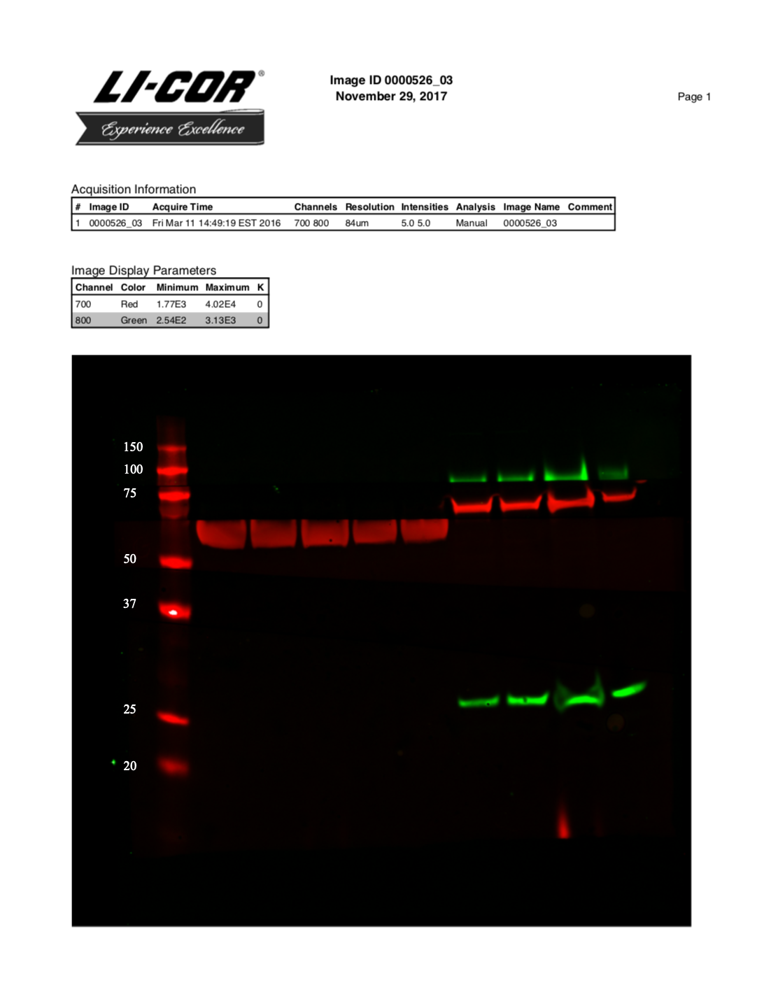 LI-COR®
Experience Excellence
Image ID 0000526_03
November 29, 2017
Page 1
Acquisition Information
# Image ID Acquire Time Channels Resolution Intensities Analysis Image Name Comment
1 0000526_03 Fri Mar 11 14:49:19 EST 2016 700 800 84um 5.0 5.0 Manual 0000526_03
Image Display Parameters
Channel Color Minimum Maximum K
700 Red 1.77E3 4.02E4 0
800 Green 2.54E2 3.13E3 0
150
100
75
50
37
25
20